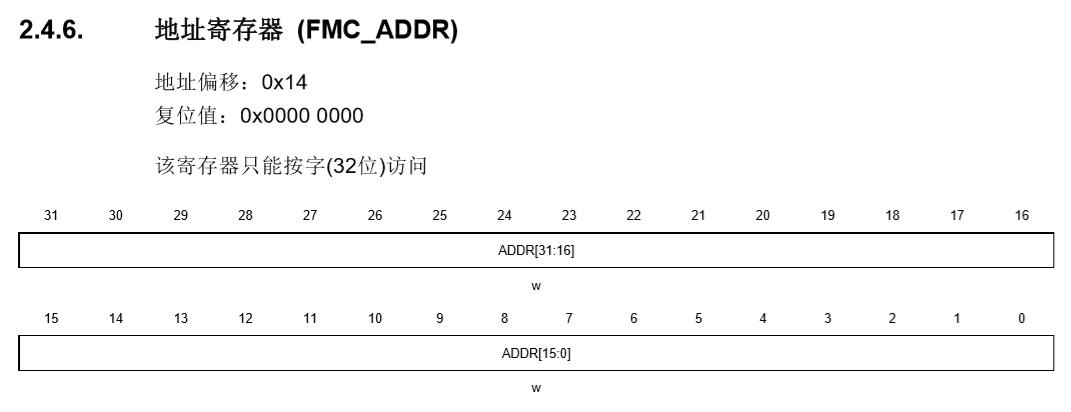 2.4.6. 地址寄存器 (FMC_ADDR)
地址偏移：0x14
复位值：0x0000 0000
该寄存器只能按字(32位)访问
31 30 29 28 27 26 25 24 23 22 21 20 19 18 17 16
ADDR[31:16]
w
15 14 13 12 11 10 9 8 7 6 5 4 3 2 1 0
ADDR[15:0]
w